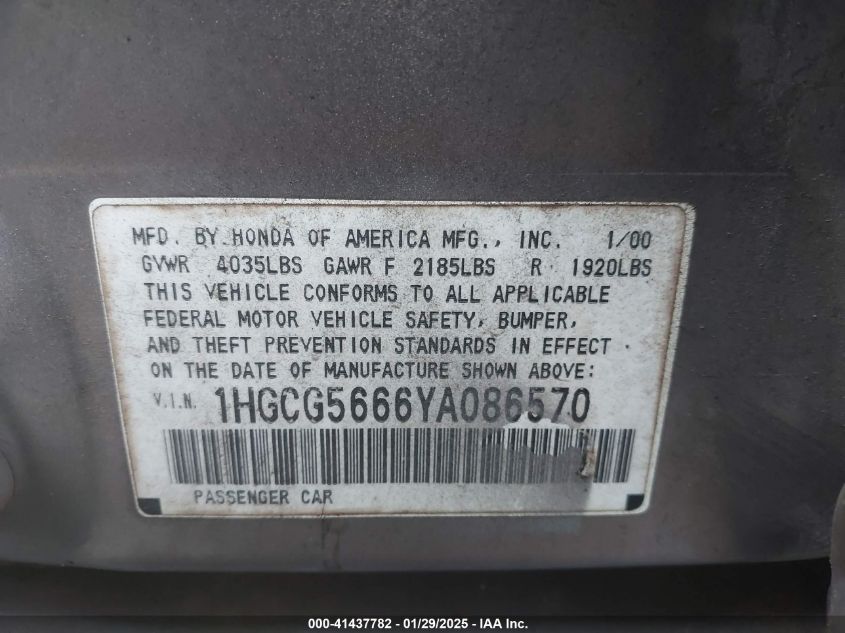 MFD. BY HONDA OF AMERICA MFG., INC. 1/00
GVWR 4035LBS GAWR F 2185LBS R 1920LBS
THIS VEHICLE CONFORMS TO ALL APPLICABLE
FEDERAL MOTOR VEHICLE SAFETY, BUMPER,
AND THEFT PREVENTION STANDARDS IN EFFECT
ON THE DATE OF MANUFACTURE SHOWN ABOVE:
V.I.N. 1HGCG5666YA086570
PASSENGER CAR
000-41437782 - 01/29/2025 - IAA Inc.